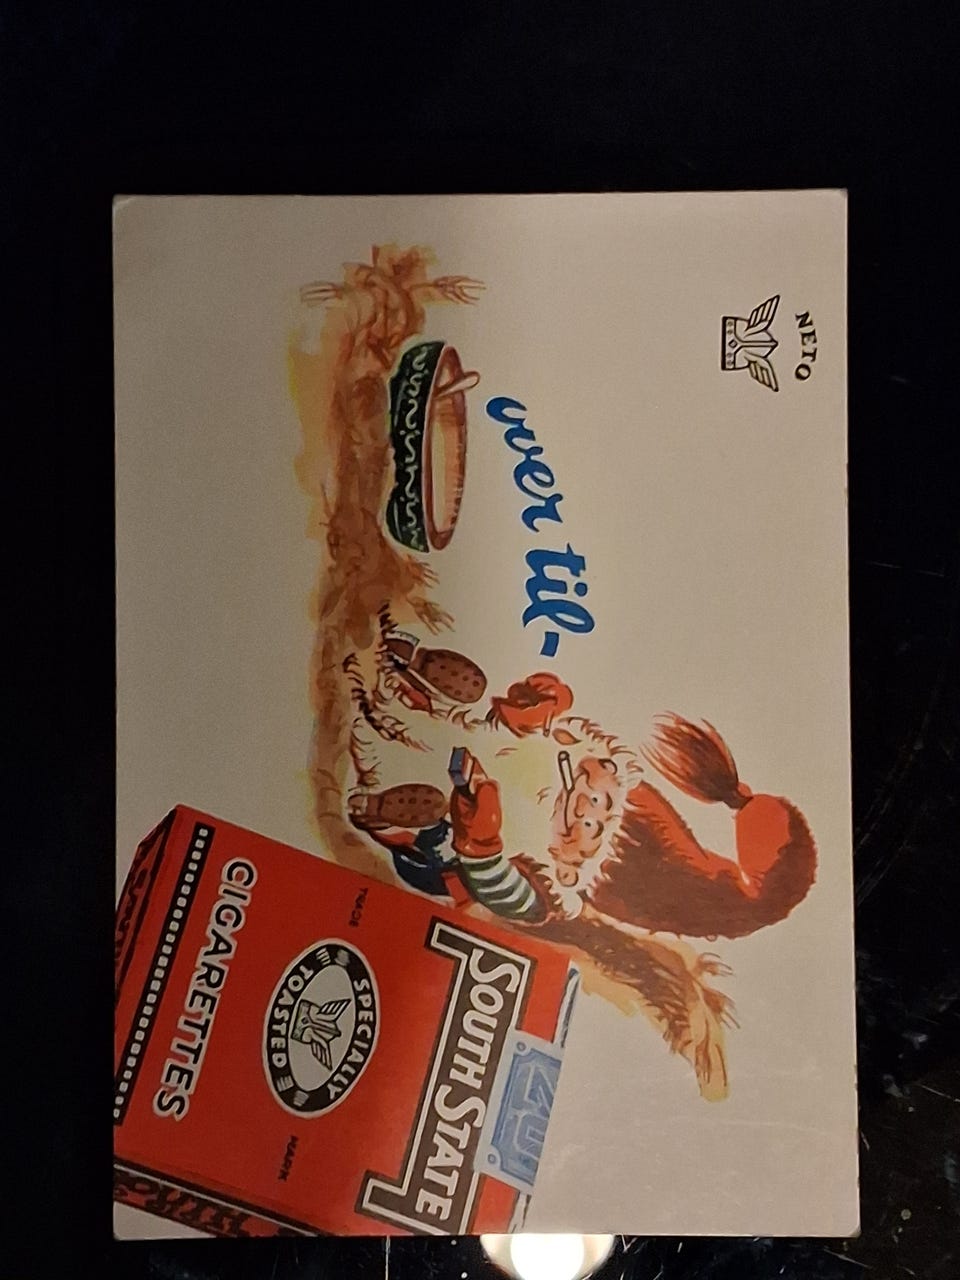 NETO
over til-
SOUTH STATE
SPECIALLY
TOASTED
TRADE
MARK
CIGARETTES